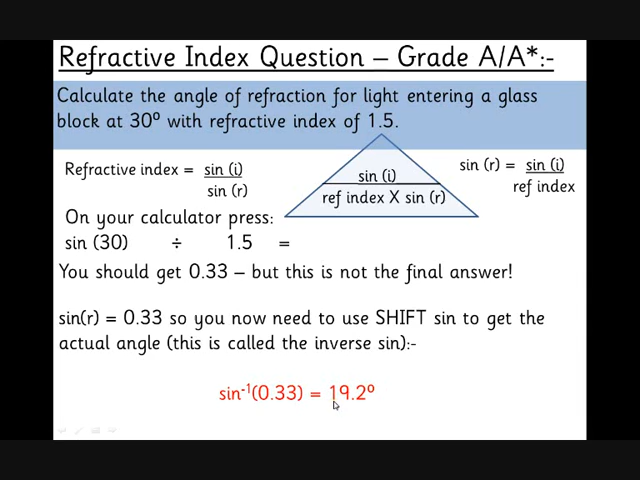 Refractive Index Question – Grade A/A*:-
Calculate the angle of refraction for light entering a glass
block at 30º with refractive index of 1.5.
Refractive index = sin (i)
sin (r)
sin (i)
ref index X sin (r)
sin (r) = sin (i)
ref index
On your calculator press:
sin (30) ÷ 1.5 =
You should get 0.33 – but this is not the final answer!
sin(r) = 0.33 so you now need to use SHIFT sin to get the
actual angle (this is called the inverse sin):-
sin⁻¹(0.33) = 19.2º